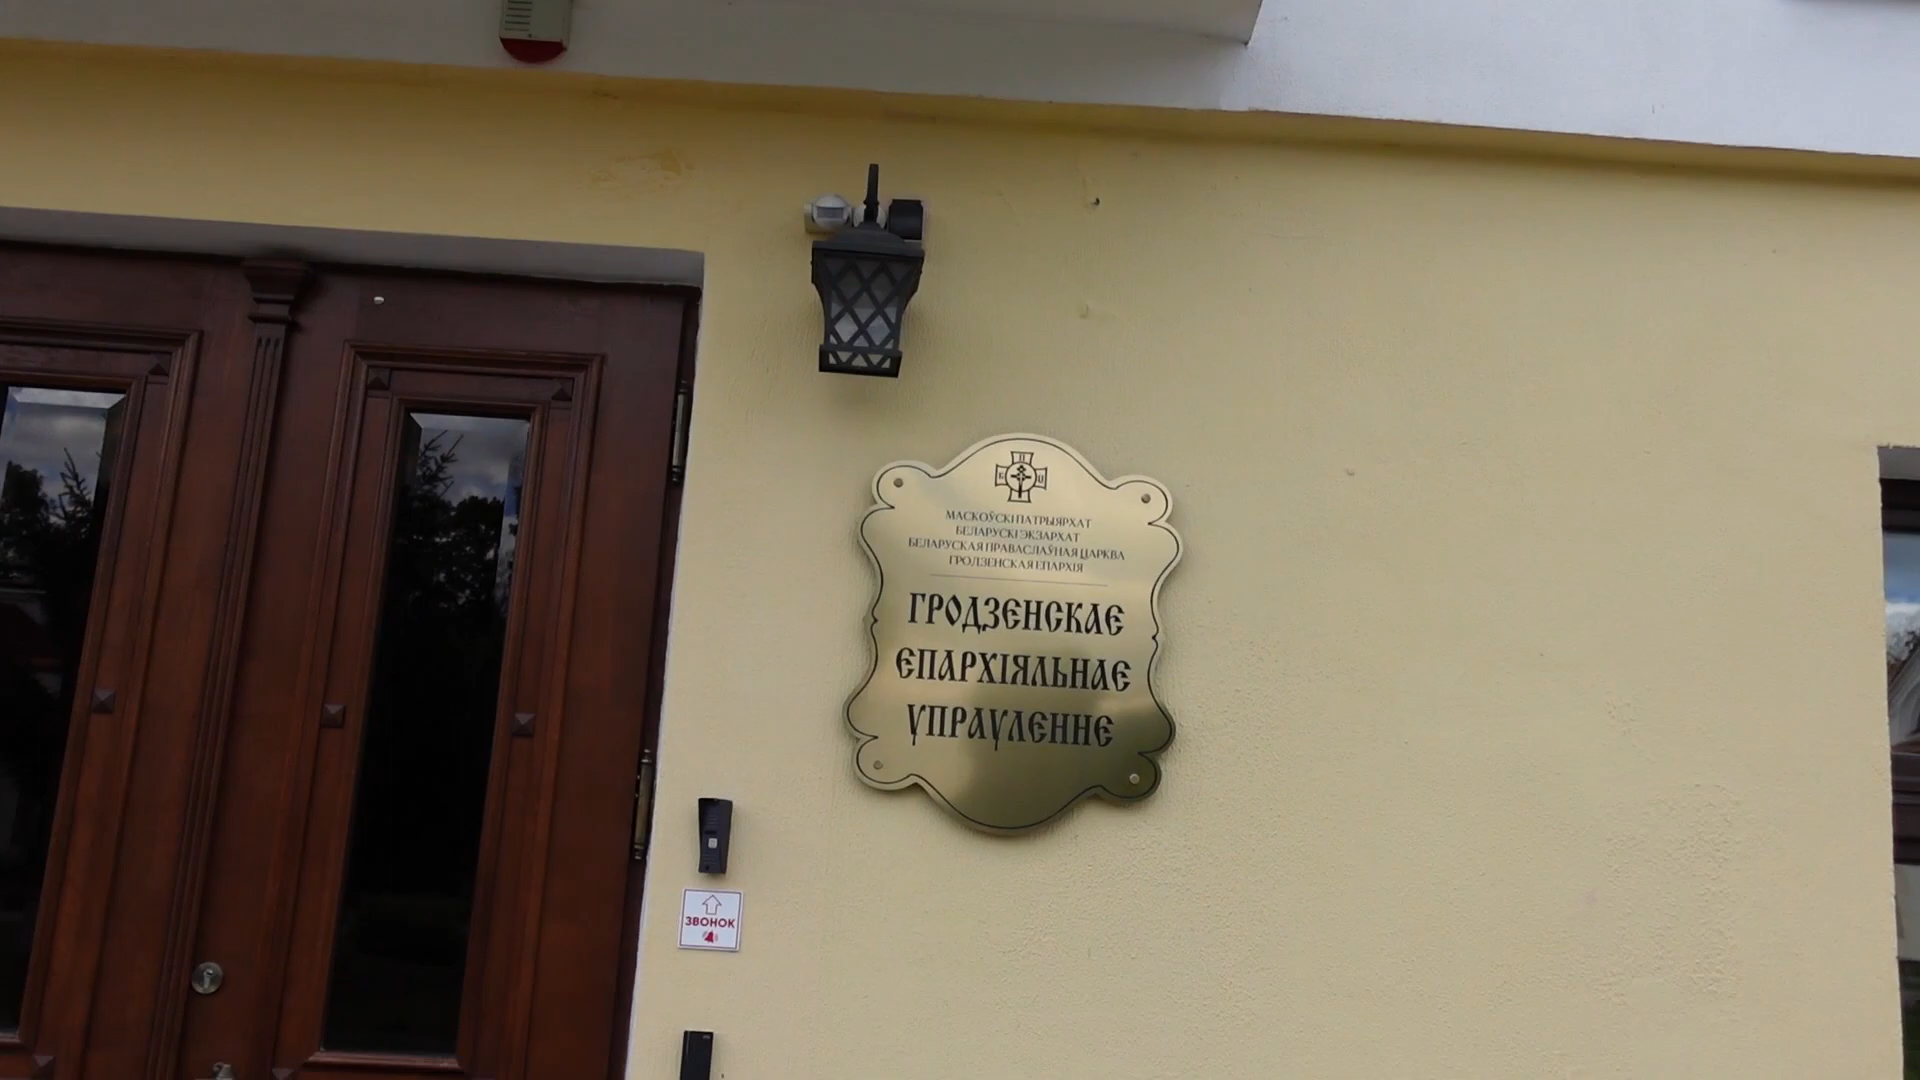 Б П Ц
МАСКОЎСКІ ПАТРЫЯРХАТ
БЕЛАРУСКІ ЭКЗАРХАТ
БЕЛАРУСКАЯ ПРАВАСЛАЎНАЯ ЦАРКВА
ГРОДЗЕНСКАЯ ЕПАРХІЯ
ГРОДЗЕНСКАЕ
ЕПАРХІЯЛЬНАЕ
УПРАЎЛЕННЕ
ЗВОНОК